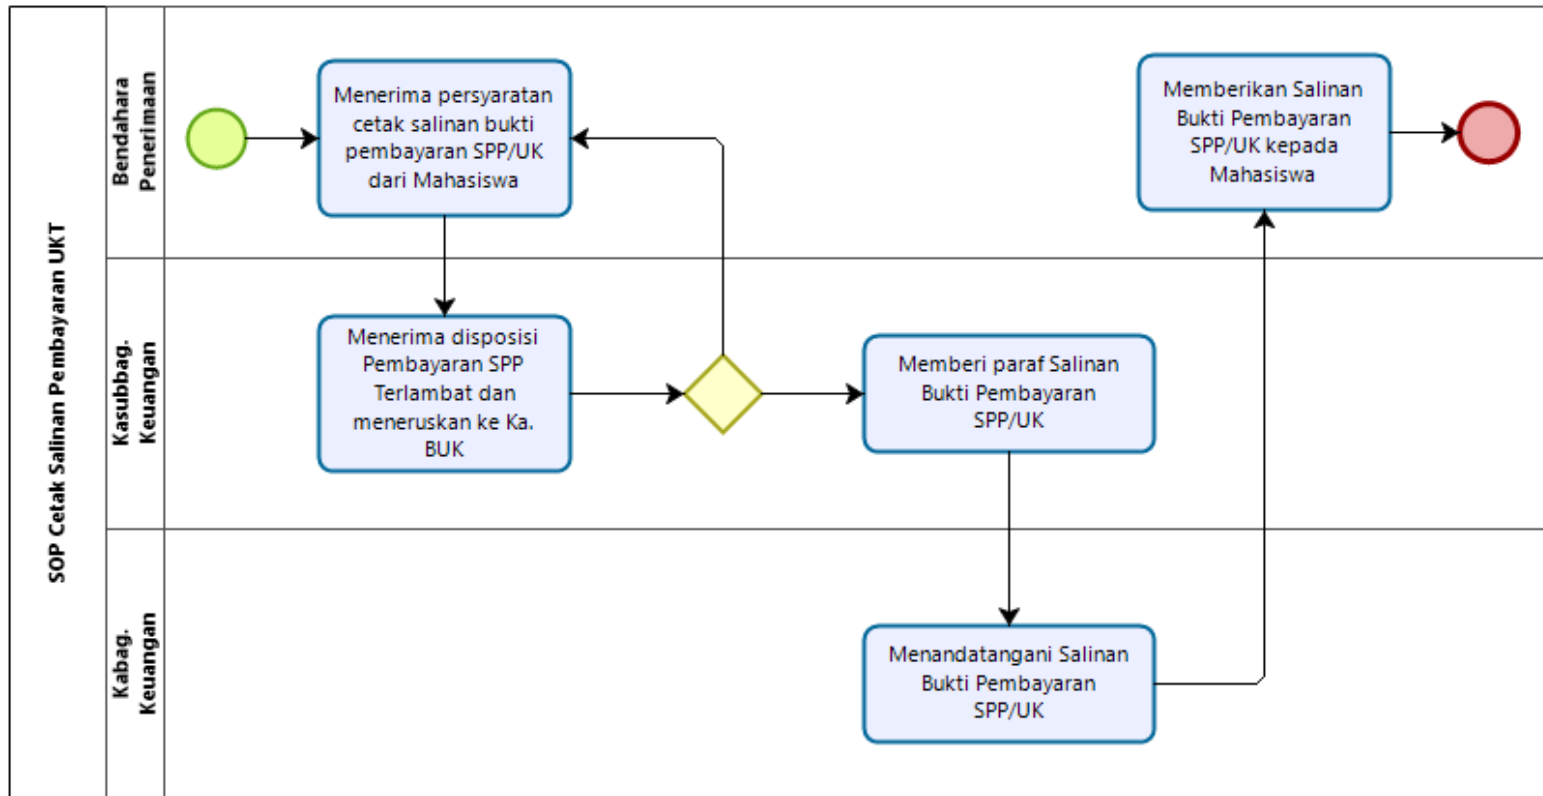 SOP Cetak Salinan Pembayaran UKT
Bendahara
Penerimaan
Menerima persyaratan
cetak salinan bukti
pembayaran SPP/UK
dari Mahasiswa
Memberikan Salinan
Bukti Pembayaran
SPP/UK kepada
Mahasiswa
Kasubbag.
Keuangan
Menerima disposisi
Pembayaran SPP
Terlambat dan
meneruskan ke Ka.
BUK
Memberi paraf Salinan
Bukti Pembayaran
SPP/UK
Kabag.
Keuangan
Menandatangani Salinan
Bukti Pembayaran
SPP/UK